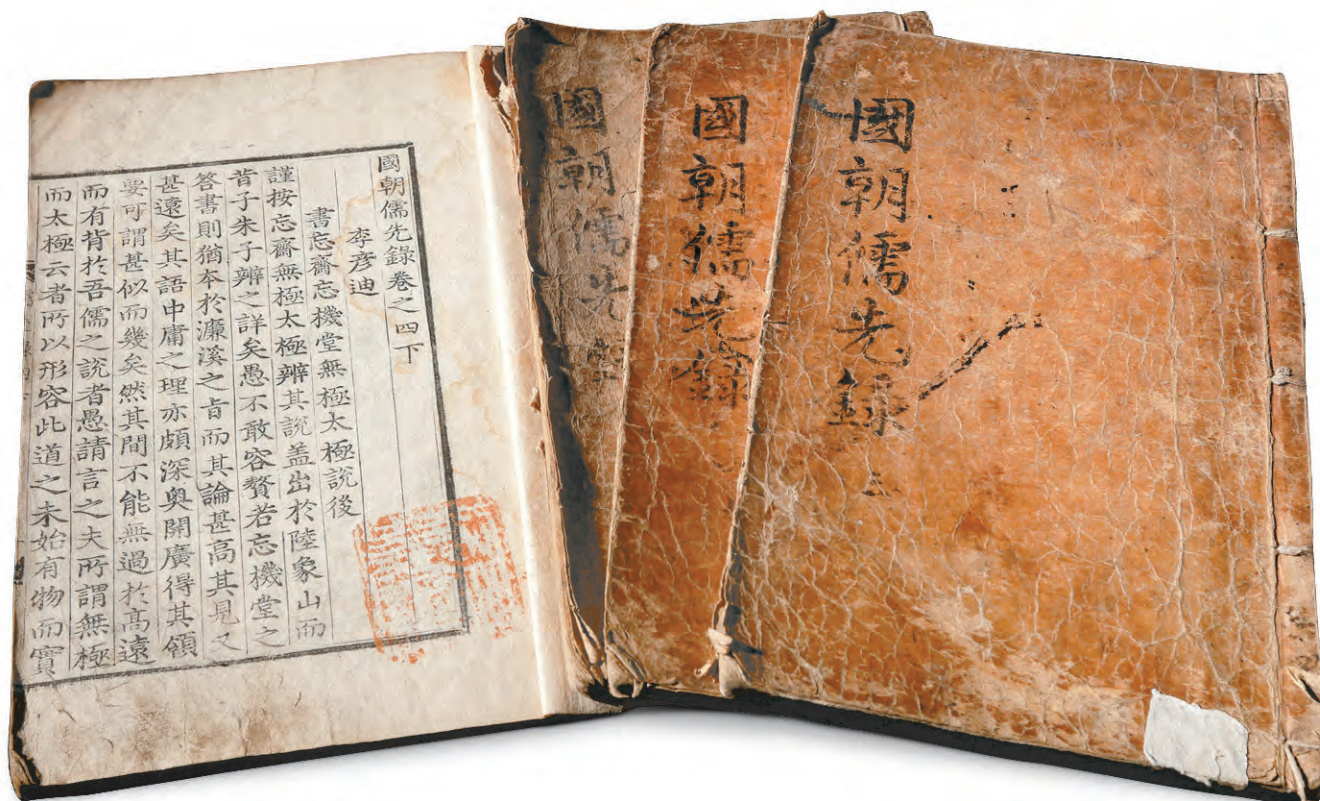 國朝儒先錄卷之四下
李彦迪
書忘齋忘機堂無極太極說後
謹按忘齋無極太極辨其說盖出於陸象山而
昔子朱子辨之詳矣愚不敢容贅若忘機堂之
答書則猶本於濂溪之旨而其論甚高其見又
甚遠矣其語中庸之理亦頗深奥開廣得其領
要可謂甚似而幾矣然其間不能無過於高遠
而有背於吾儒之說者愚請言之夫所謂無極
而太極云者所以形容此道之未始有物而實
國朝儒先
國朝儒先錄
國朝儒先録